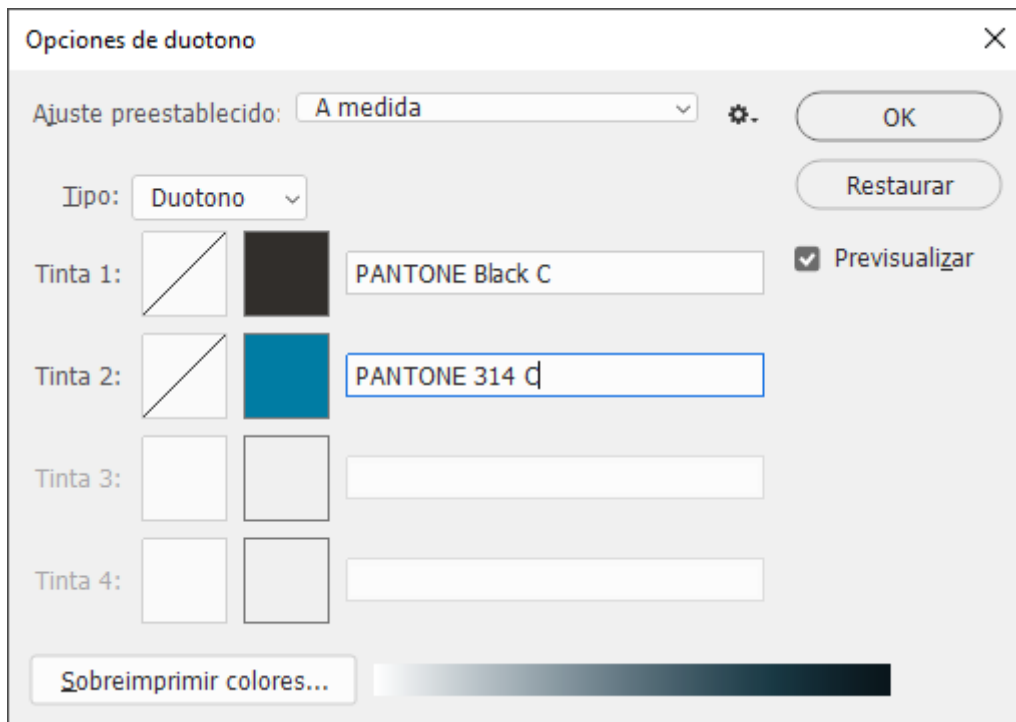 Opciones de duotono
Ajuste preestablecido: A medida
OK
Tipo: Duotono
Restaurar
Tinta 1: PANTONE Black C
Previsualizar
Tinta 2: PANTONE 314 C
Tinta 3:
Tinta 4:
Sobreimprimir colores...